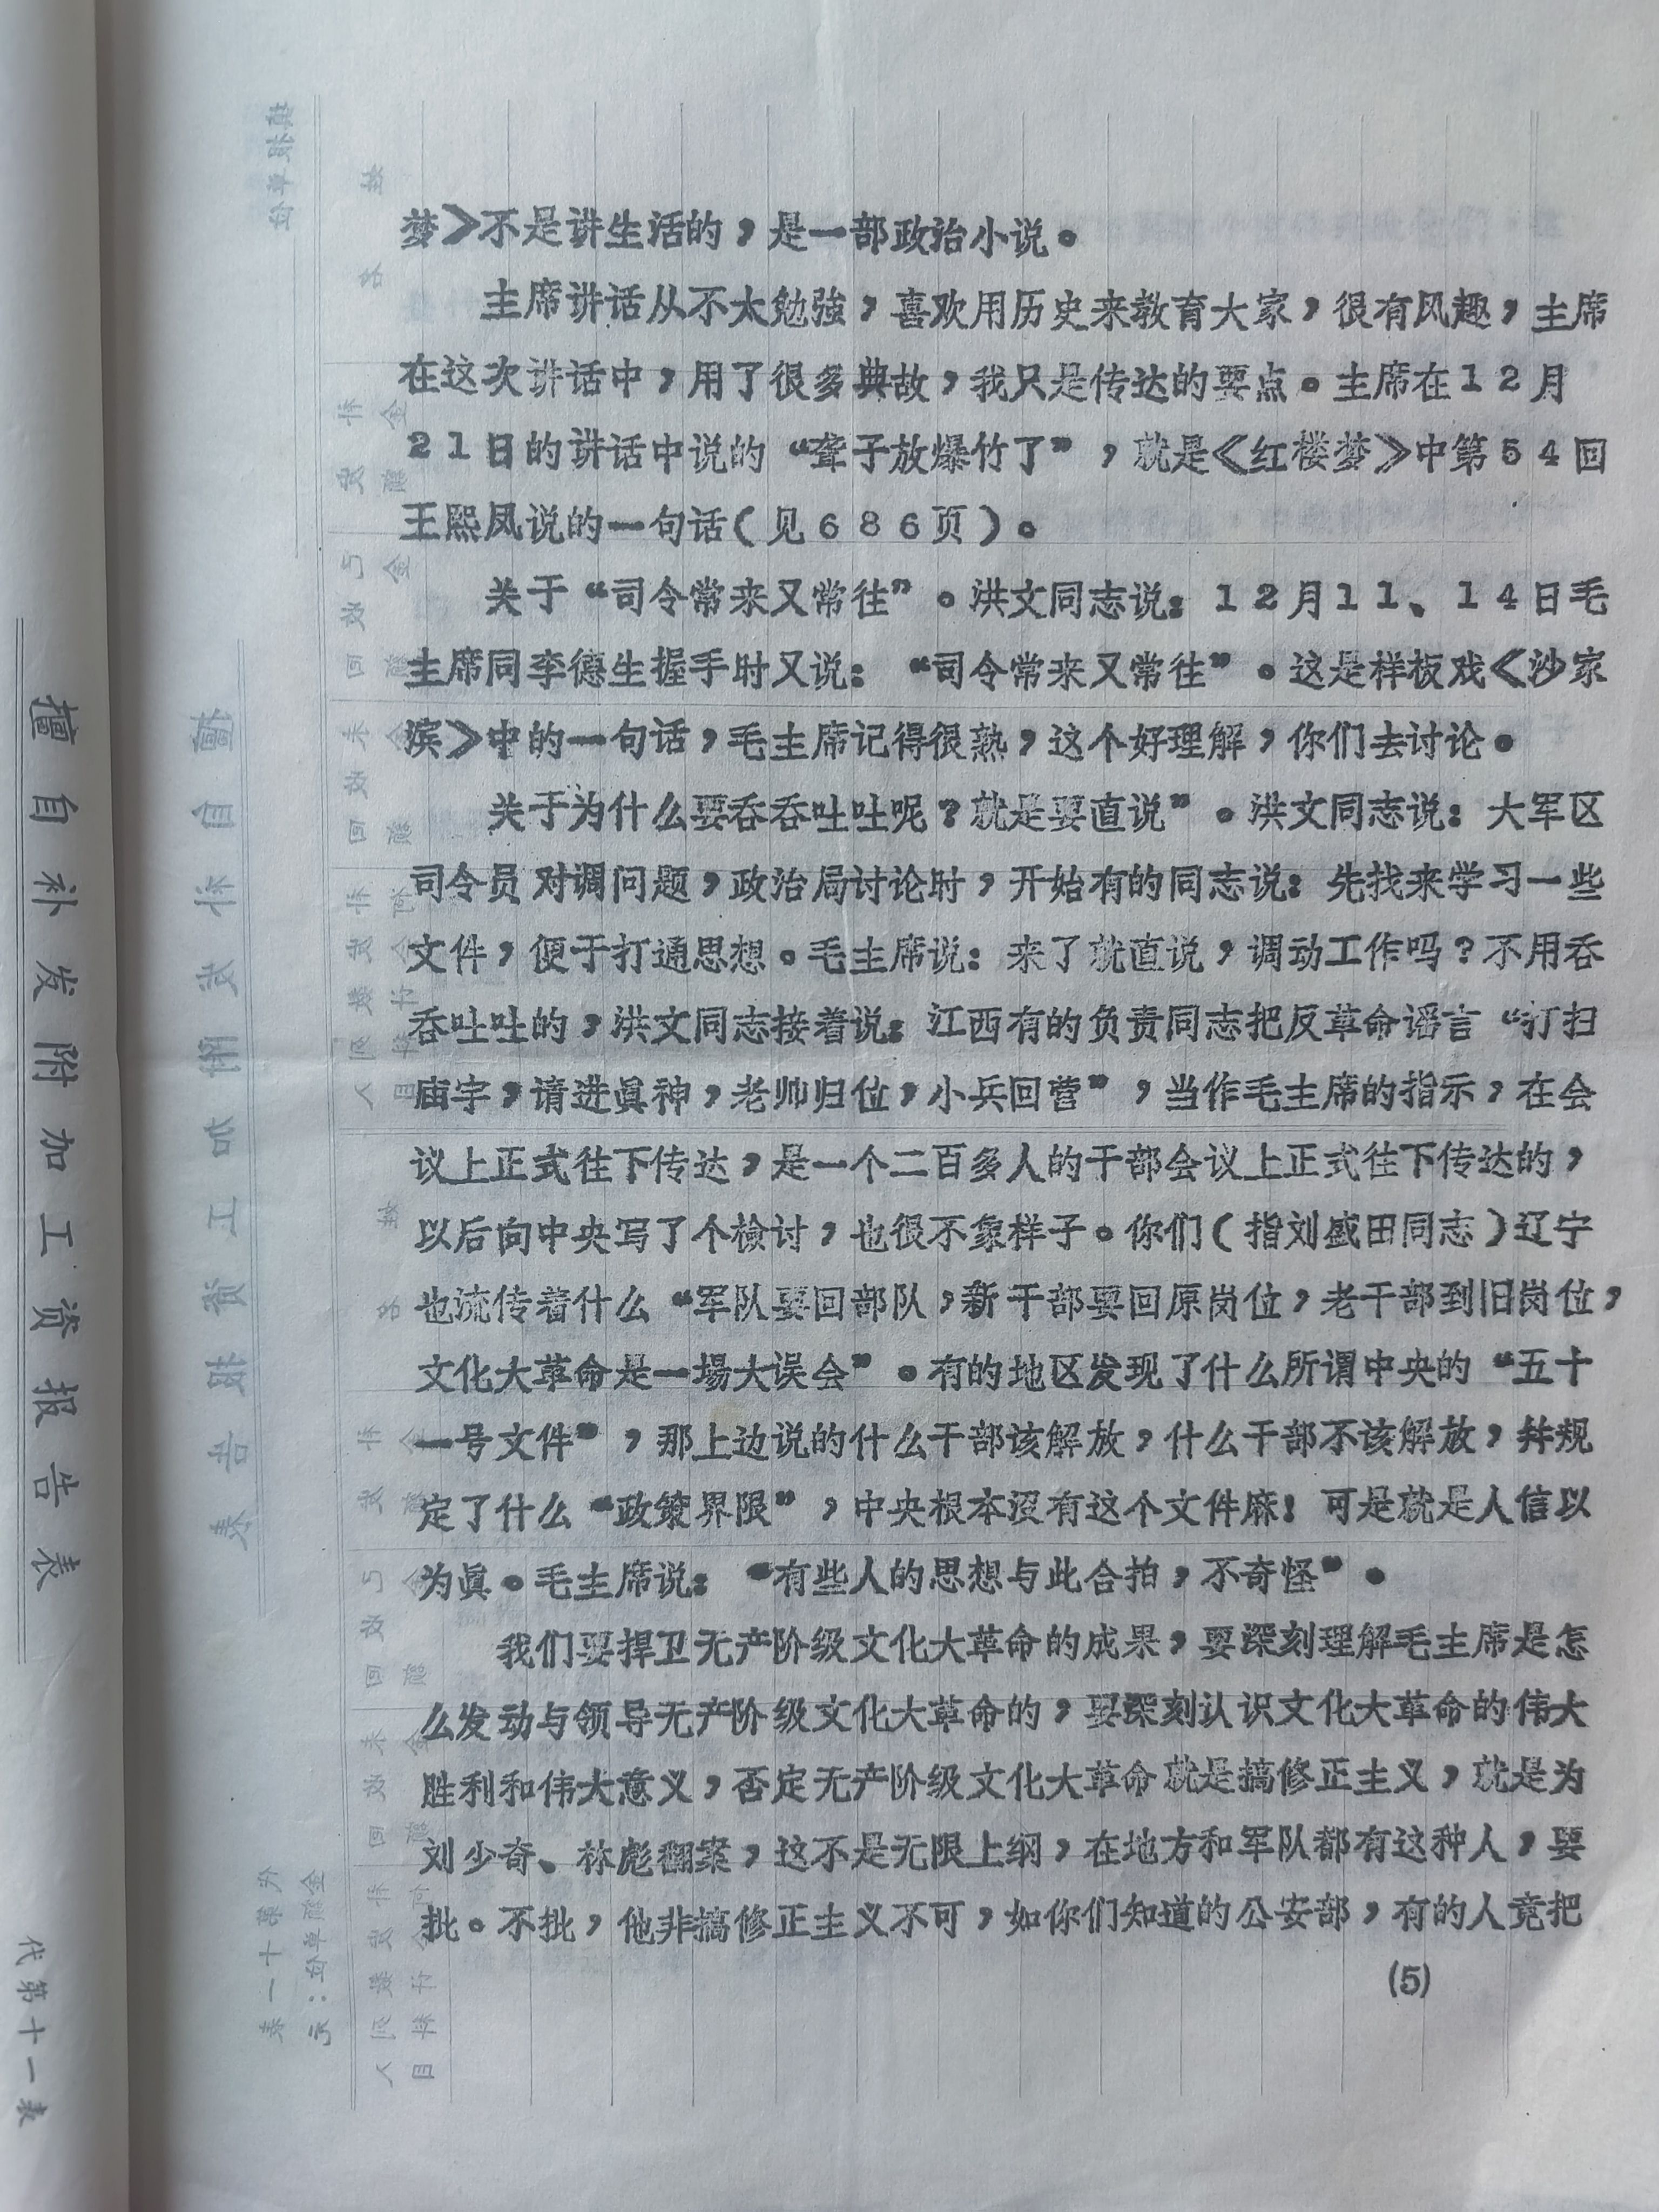 梦》不是讲生活的，是一部政治小说。
主席讲话从不太勉強，喜欢用历史来教育大家，很有风趣，主席
在这次讲话中，用了很多典故，我只是传达的要点。主席在12月
21日的讲话中说的“聋子放爆竹了”，就是《红楼梦》中第54回
王熙凤说的一句话（见686页）。
关于“司令常来又常往”。洪文同志说：12月11、14日毛
主席同李德生握手时又说：“司令常来又常往”。这是样板戏《沙家
浜》中的一句话，毛主席记得很熟，这个好理解，你们去讨论。
关于为什么要吞吞吐吐呢？就是要直说”。洪文同志说：大军区
司令员对调问题，政治局讨论时，开始有的同志说：先找来学习一些
文件，便于打通思想。毛主席说：来了就直说，调动工作吗？不用吞
吞吐吐的，洪文同志接着说：江西有的负责同志把反革命谣言“打扫
庙宇，请进眞神，老帅归位，小兵回营”，当作毛主席的指示，在会
议上正式往下传达，是一个二百多人的干部会议上正式往下传达的，
以后向中央写了个檢讨，也很不象样子。你们（指刘盛田同志）辽宁
也流传着什么“军队要回部队，新干部要回原岗位，老干部到旧岗位，
文化大革命是一場大误会”。有的地区发现了什么所谓中央的“五十
一号文件”，那上边说的什么干部该解放，什么干部不该解放，幷规
定了什么“政策界限”，中央根本沒有这个文件麻！可是就是人信以
为眞。毛主席说：“有些人的思想与此合拍，不奇怪”。
我们要捍卫无产阶级文化大革命的成果，要深刻理解毛主席是怎
么发动与领导无产阶级文化大革命的，要深刻认识文化大革命的伟大
胜利和伟大意义，否定无产阶级文化大革命就是搞修正主义，就是为
刘少奇、林彪翻案，这不是无限上纲，在地方和军队都有这种人，要
批。不批，他非搞修正主义不可，如你们知道的公安部，有的人竟把
(5)
擅自补发附加工资报告表
代第十一表